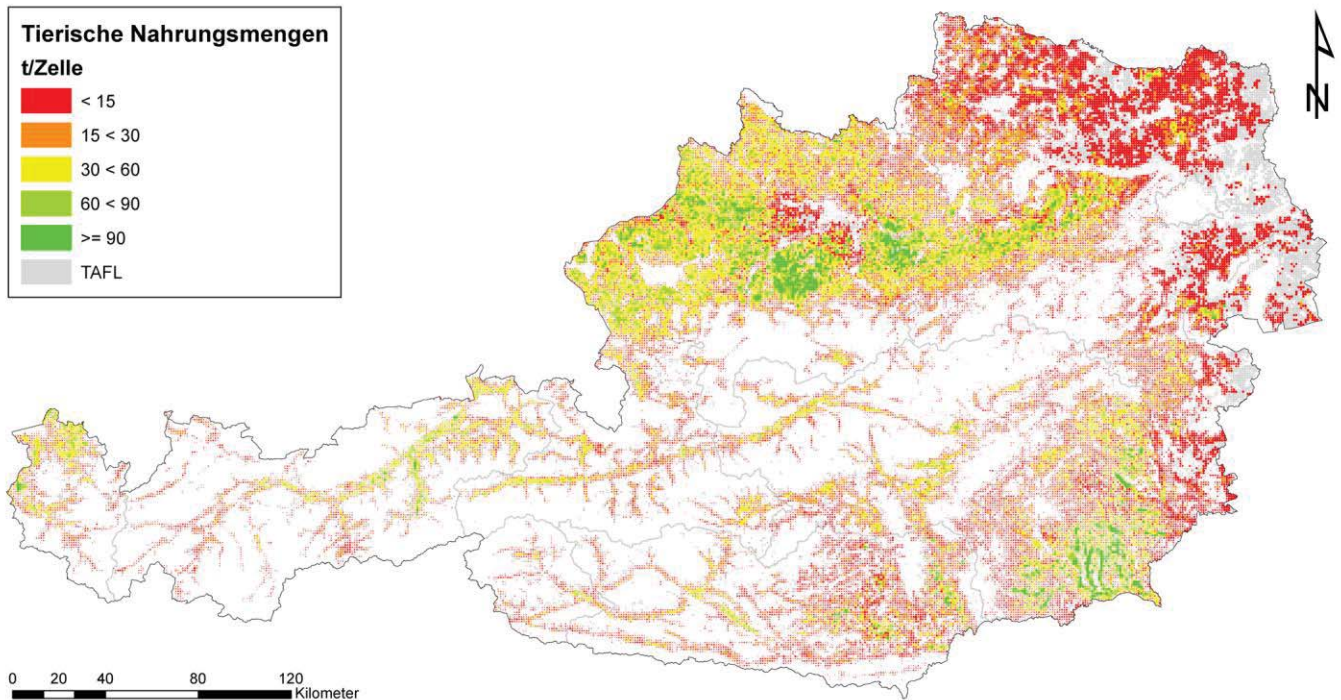 Tierische Nahrungsmengen
t/Zelle
< 15
15 < 30
30 < 60
60 < 90
>= 90
TAFL
N
0 20 40 80 120
Kilometer